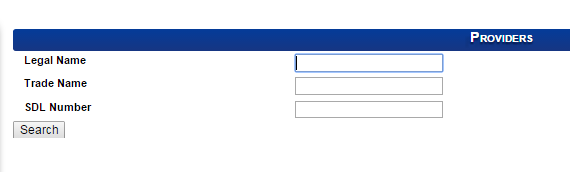 Providers
Legal Name
Trade Name
SDL Number
Search